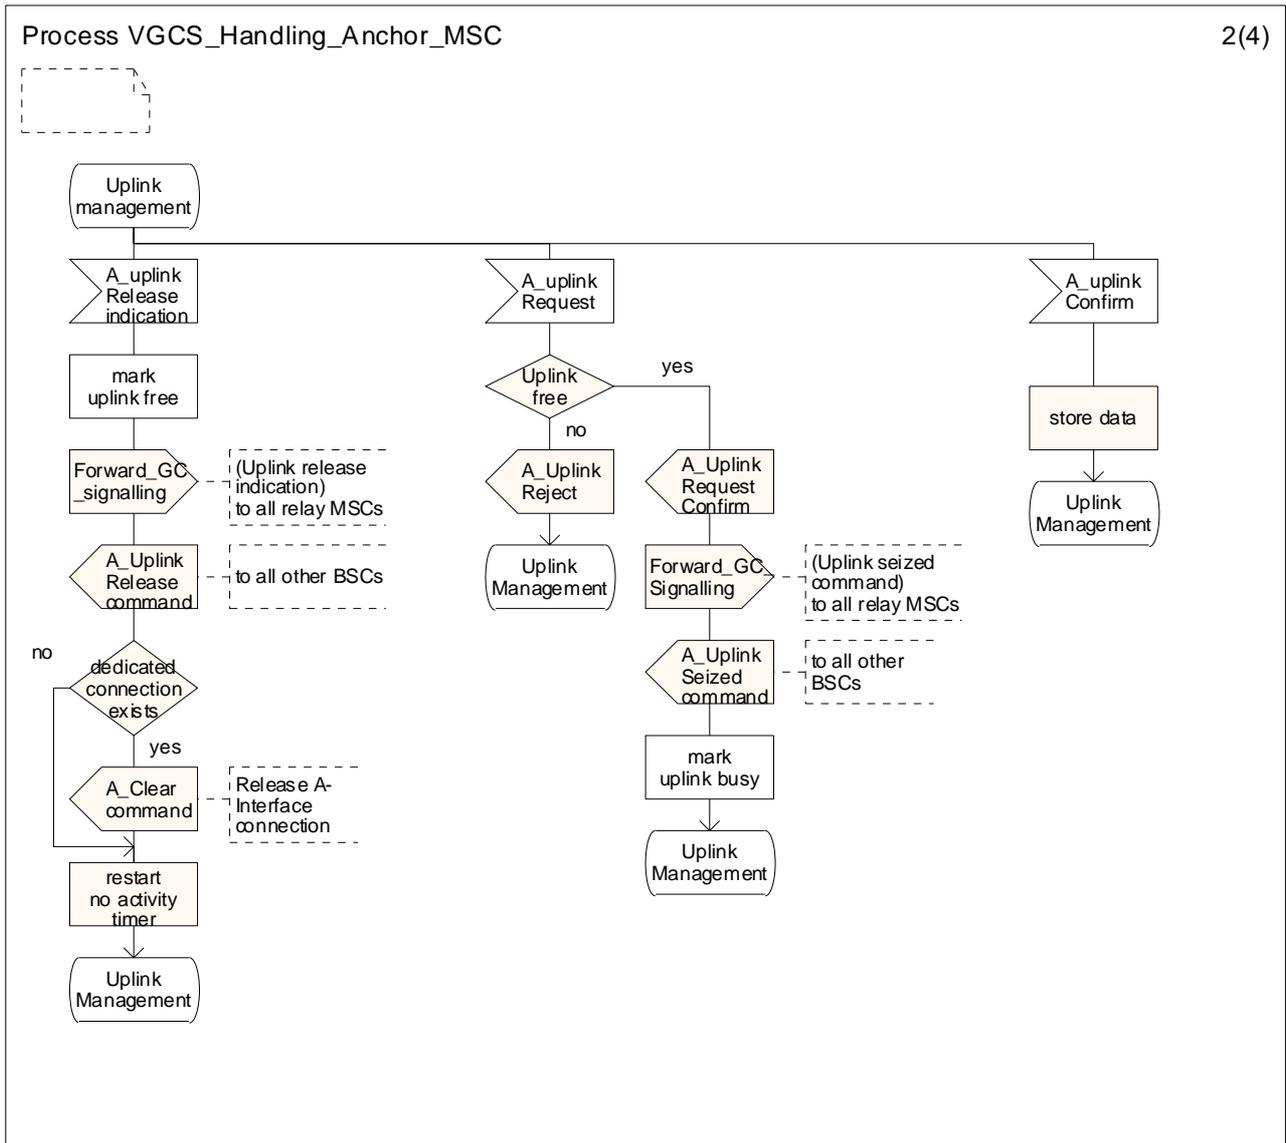 Process VGCS_Handling_Anchor_MSC
2(4)
Uplink
management
A_uplink
Release
indication
mark
uplink free
Forward_GC
_signalling
(Uplink release
indication)
to all relay MSCs
A_Uplink
Release
command
to all other BSCs
no
dedicated
connection
exists
yes
A_Clear
command
Release A-
Interface
connection
restart
no activity
timer
Uplink
Management
A_uplink
Request
Uplink
free
yes
no
A_Uplink
Reject
Uplink
Management
A_Uplink
Request
Confirm
Forward_GC_
Signalling
(Uplink seized
command)
to all relay MSCs
A_Uplink
Seized
command
to all other
BSCs
mark
uplink busy
Uplink
Management
A_uplink
Confirm
store data
Uplink
Management